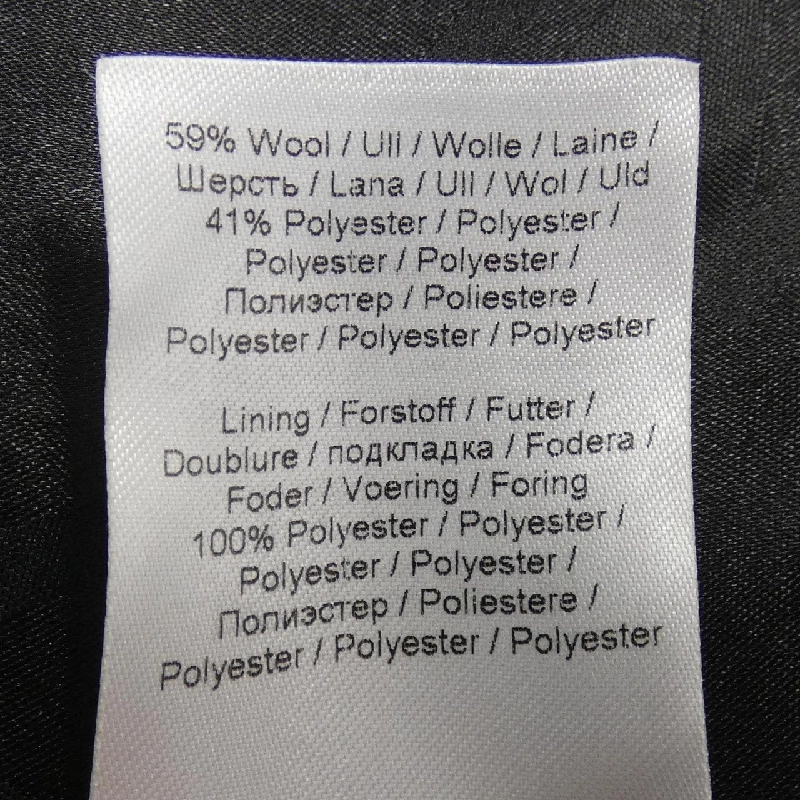 59% Wool / Ull / Wolle / Laine /
Шерсть / Lana / Ull / Wol / Uld
41% Polyester / Polyester /
Polyester / Polyester /
Полиэстер / Poliestere /
Polyester / Polyester / Polyester
Lining / Forstoff / Futter /
Doublure / подкладка / Fodera /
Foder / Voering / Foring
100% Polyester / Polyester /
Polyester / Polyester /
Полиэстер / Poliestere /
Polyester / Polyester / Polyester